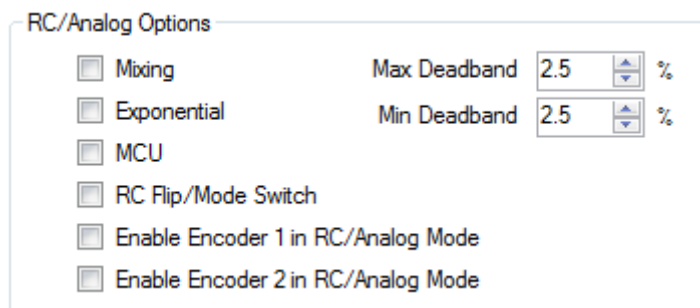 RC/Analog Options
Mixing Max Deadband 2.5 %
Exponential Min Deadband 2.5 %
MCU
RC Flip/Mode Switch
Enable Encoder 1 in RC/Analog Mode
Enable Encoder 2 in RC/Analog Mode